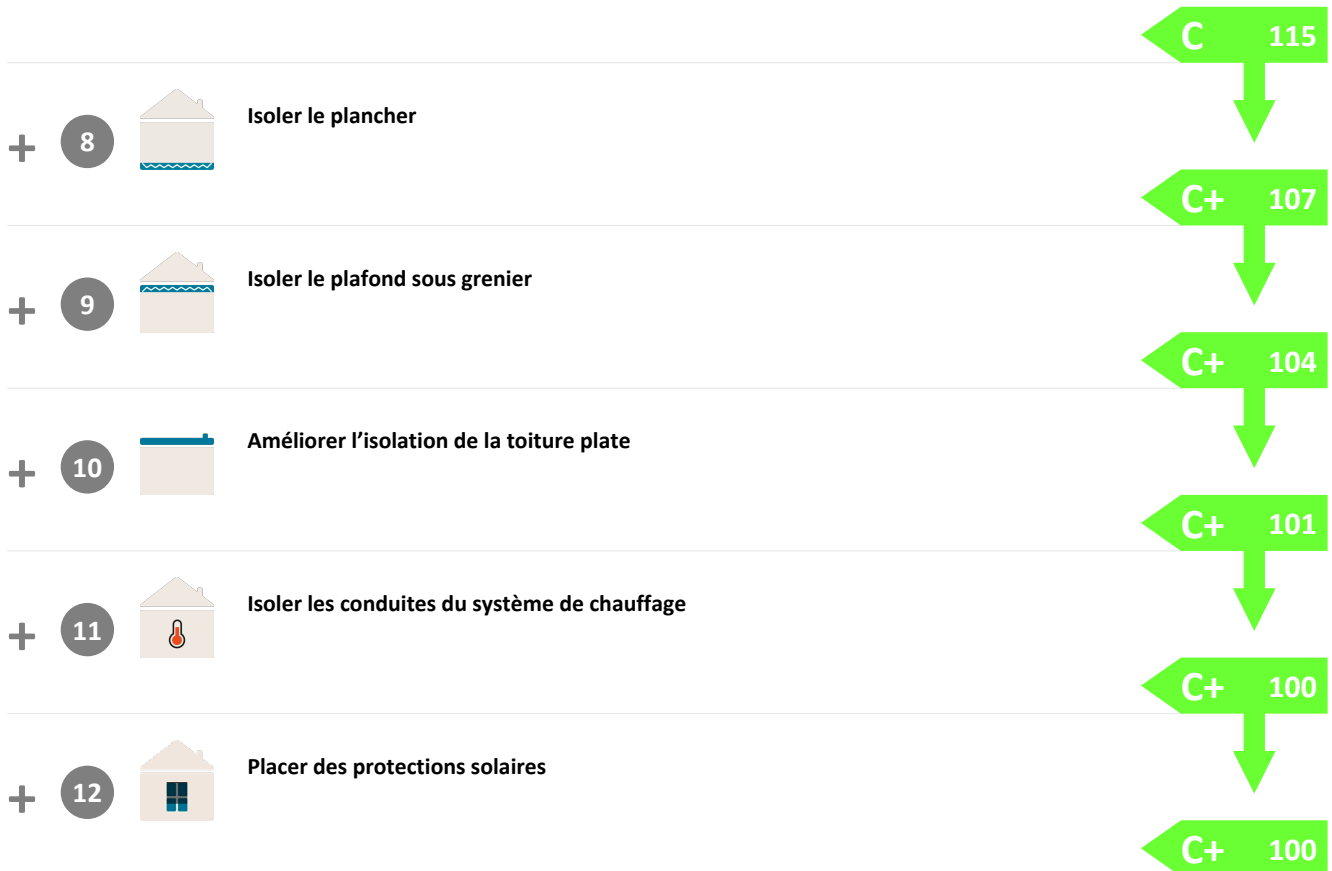 C 115
+ 8 Isoler le plancher
C+ 107
+ 9 Isoler le plafond sous grenier
C+ 104
+ 10 Améliorer l’isolation de la toiture plate
C+ 101
+ 11 Isoler les conduites du système de chauffage
C+ 100
+ 12 Placer des protections solaires
C+ 100